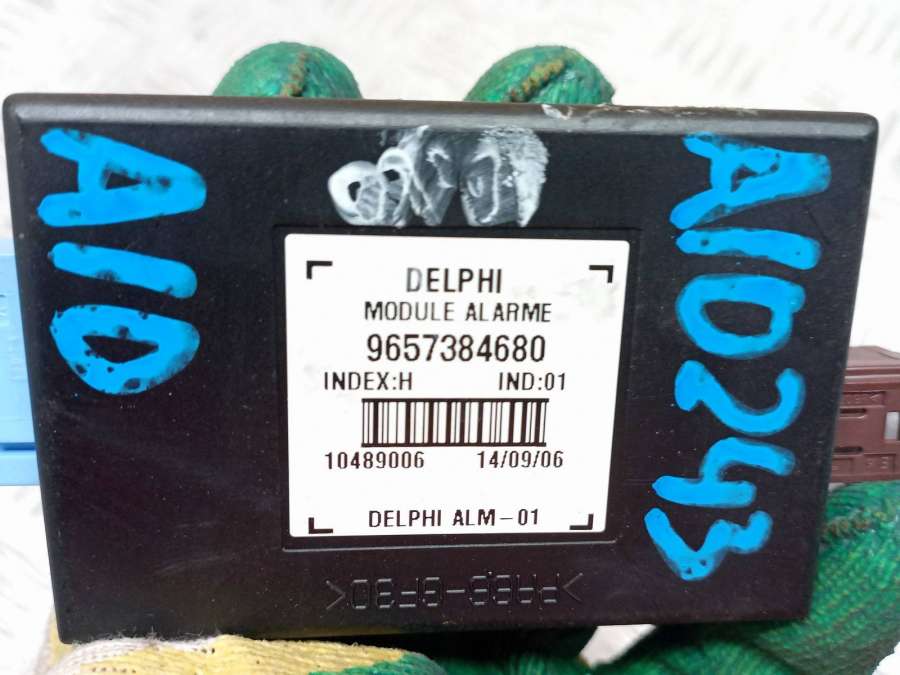 A10
A10243
DELPHI
MODULE ALARME
9657384680
INDEX:H IND:01
10489006 14/09/06
DELPHI ALM-01
>PA66-GF30<